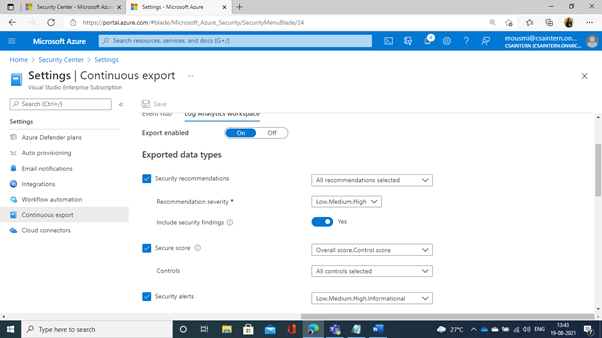 Security Center - Microsoft Azu
Settings - Microsoft Azure
https://portal.azure.com/#blade/Microsoft_Azure_Security/SecurityMenuBlade/24
Microsoft Azure
Search resources, services, and docs (G+/)
4
mousmi@csaintern.on...
CSAINTERN (CSAINTERN.ONMIC...
Home > Security Center > Settings
Settings | Continuous export ...
Visual Studio Enterprise Subscription
Search (Ctrl+/)
Save
Settings
Azure Defender plans
Auto provisioning
Email notifications
Integrations
Workflow automation
Continuous export
Cloud connectors
Event hub Log Analytics workspace
Export enabled On Off
Exported data types
Security recommendations All recommendations selected
Recommendation severity * Low,Medium,High
Include security findings Yes
Secure score Overall score,Control score
Controls All controls selected
Security alerts Low,Medium,High,Informational
Type here to search
27°C
ENG
13:43
19-08-2021